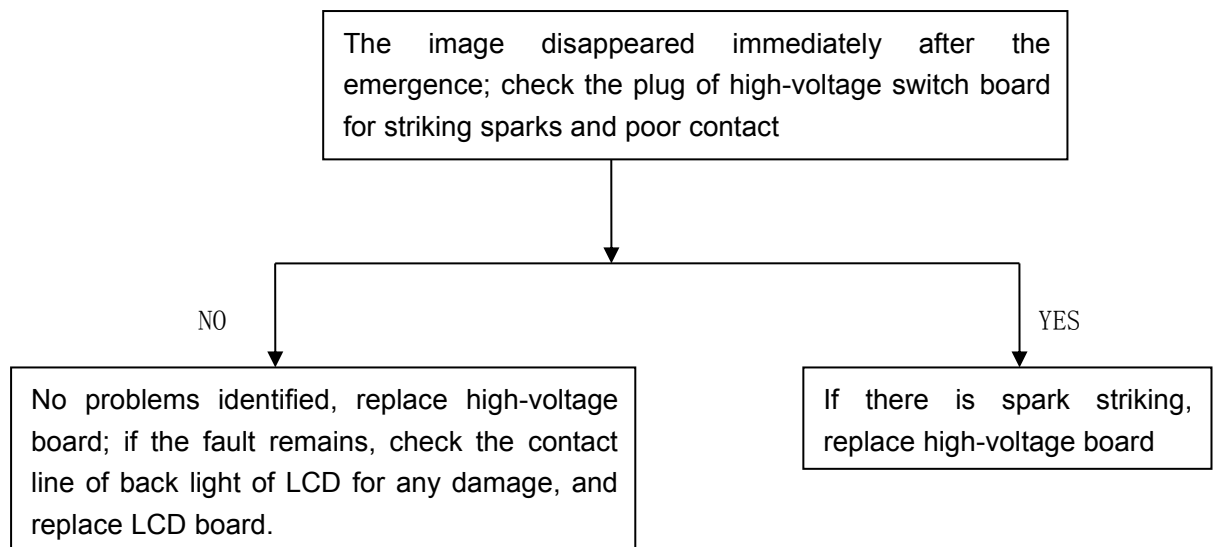 The image disappeared immediately after the
emergence; check the plug of high-voltage switch board
for striking sparks and poor contact
NO
YES
No problems identified, replace high-voltage
board; if the fault remains, check the contact
line of back light of LCD for any damage, and
replace LCD board.
If there is spark striking,
replace high-voltage board